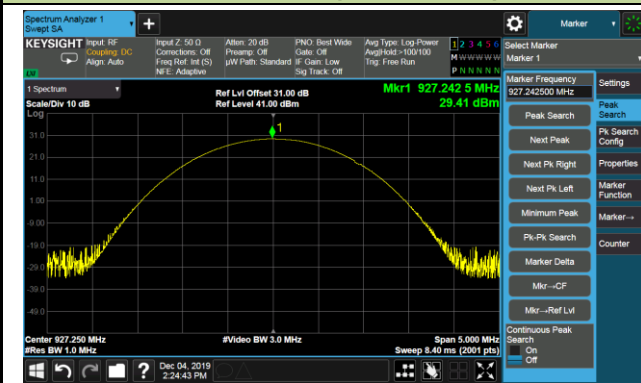 Spectrum Analyzer 1
Swept SA
+
Marker
KEYSIGHT
Input: RF
Coupling: DC
Align: Auto
Input Z: 50 Ω
Corrections: Off
Freq Ref: Int (S)
NFE: Adaptive
Atten: 20 dB
Preamp: Off
µW Path: Standard
PNO: Best Wide
Gate: Off
IF Gain: Low
Sig Track: Off
Avg Type: Log-Power
Avg|Hold:>100/100
Trig: Free Run
1 2 3 4 5 6
M W W W W W
P N N N N N
LV
Select Marker
Marker 1
1 Spectrum
Scale/Div 10 dB
Log
Ref Lvl Offset 31.00 dB
Ref Level 41.00 dBm
Mkr1 927.242 5 MHz
29.41 dBm
1
31.0
21.0
11.0
1.00
-9.00
-19.0
-29.0
-39.0
-49.0
Center 927.250 MHz
#Res BW 1.0 MHz
#Video BW 3.0 MHz
Span 5.000 MHz
Sweep 8.40 ms (2001 pts)
Marker Frequency
927.242500 MHz
Peak Search
Next Peak
Next Pk Right
Next Pk Left
Minimum Peak
Pk-Pk Search
Marker Delta
Mkr→CF
Mkr→Ref Lvl
Continuous Peak
Search
On
Off
Settings
Peak
Search
Pk Search
Config
Properties
Marker
Function
Marker→
Counter
?
Dec 04, 2019
2:24:43 PM